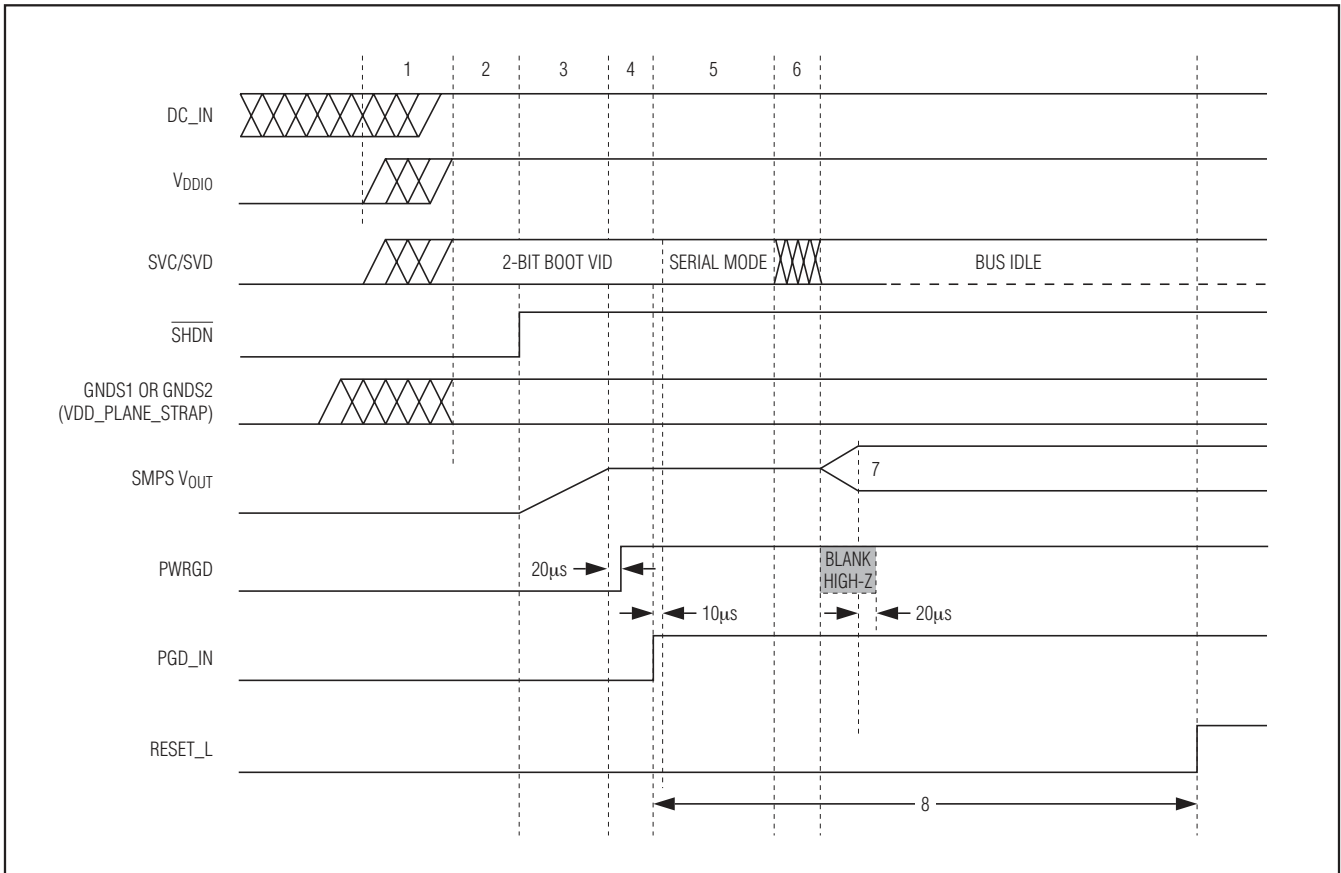 1 2 3 4 5 6
DC_IN
VDDIO
SVC/SVD
2-BIT BOOT VID
SERIAL MODE
BUS IDLE
SHDN
GNDS1 OR GNDS2
(VDD_PLANE_STRAP)
SMPS VOUT
7
PWRGD
20μs
BLANK
HIGH-Z
10μs
20μs
PGD_IN
RESET_L
8